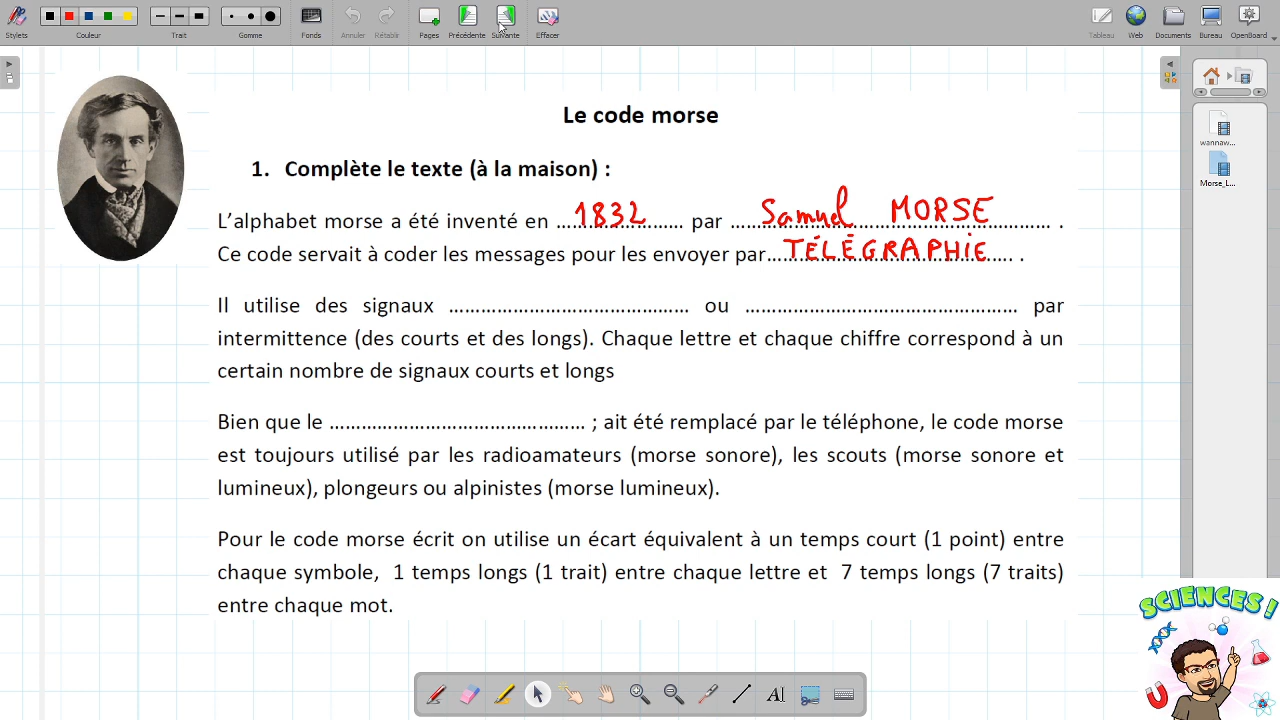 Stylets Couleur Trait Gomme Fonds Annuler Rétablir Pages Précédente Suivante Effacer Tableau Web Documents Bureau OpenBoard
Le code morse
1. Complète le texte (à la maison) :
L'alphabet morse a été inventé en ...1832... par ...Samuel MORSE... .
Ce code servait à coder les messages pour les envoyer par...TÉLÉGRAPHIE... .
Il utilise des signaux ................................ ou ................................ par
intermittence (des courts et des longs). Chaque lettre et chaque chiffre correspond à un
certain nombre de signaux courts et longs
Bien que le ................................ ; ait été remplacé par le téléphone, le code morse
est toujours utilisé par les radioamateurs (morse sonore), les scouts (morse sonore et
lumineux), plongeurs ou alpinistes (morse lumineux).
Pour le code morse écrit on utilise un écart équivalent à un temps court (1 point) entre
chaque symbole, 1 temps longs (1 trait) entre chaque lettre et 7 temps longs (7 traits)
entre chaque mot.
wannaw...
Morse_L...
SCIENCES!